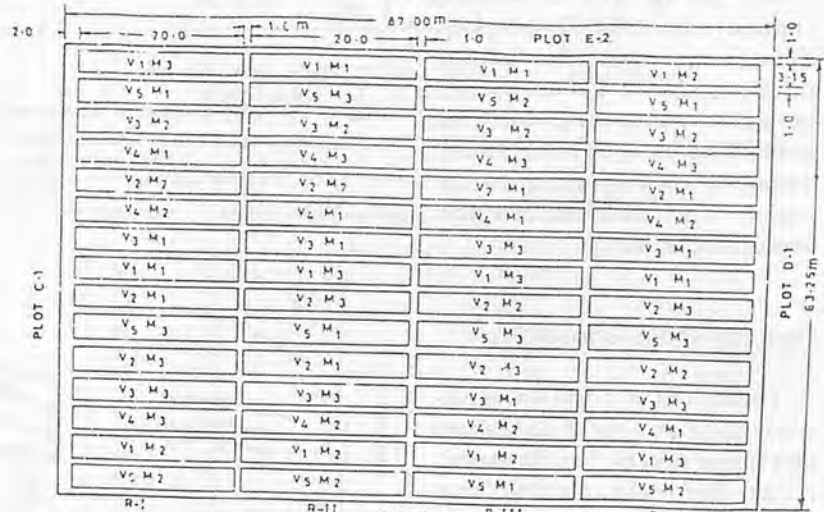 87.00m
2.0 20.0 20.0 1.0 PLOT E-2 1.0
V1 M3 V1 M1 V1 M1 V1 M2
3.15
V5 M1 V5 M3 V5 M2 V5 M1
V3 M2 V3 M2 V3 M2 V3 M2
1.0
V4 M1 V4 M3 V4 M3 V4 M3
V2 M2 V2 M2 V2 M1 V2 M1
V4 M2 V4 M1 V4 M1 V4 M2
V3 M1 V3 M1 V3 M3 V3 M1
V1 M1 V1 M3 V1 M3 V1 M1
V2 M1 V2 M3 V2 M2 V2 M3
V5 M3 V5 M1 V5 M3 V5 M3
V2 M3 V2 M1 V2 M3 V2 M2
V3 M3 V3 M3 V3 M1 V3 M3
V4 M3 V4 M2 V4 M2 V4 M1
V1 M2 V1 M2 V1 M2 V1 M3
V5 M2 V5 M2 V5 M1 V5 M2
R-I R-II
PLOT C-1
PLOT D-1
63.25m